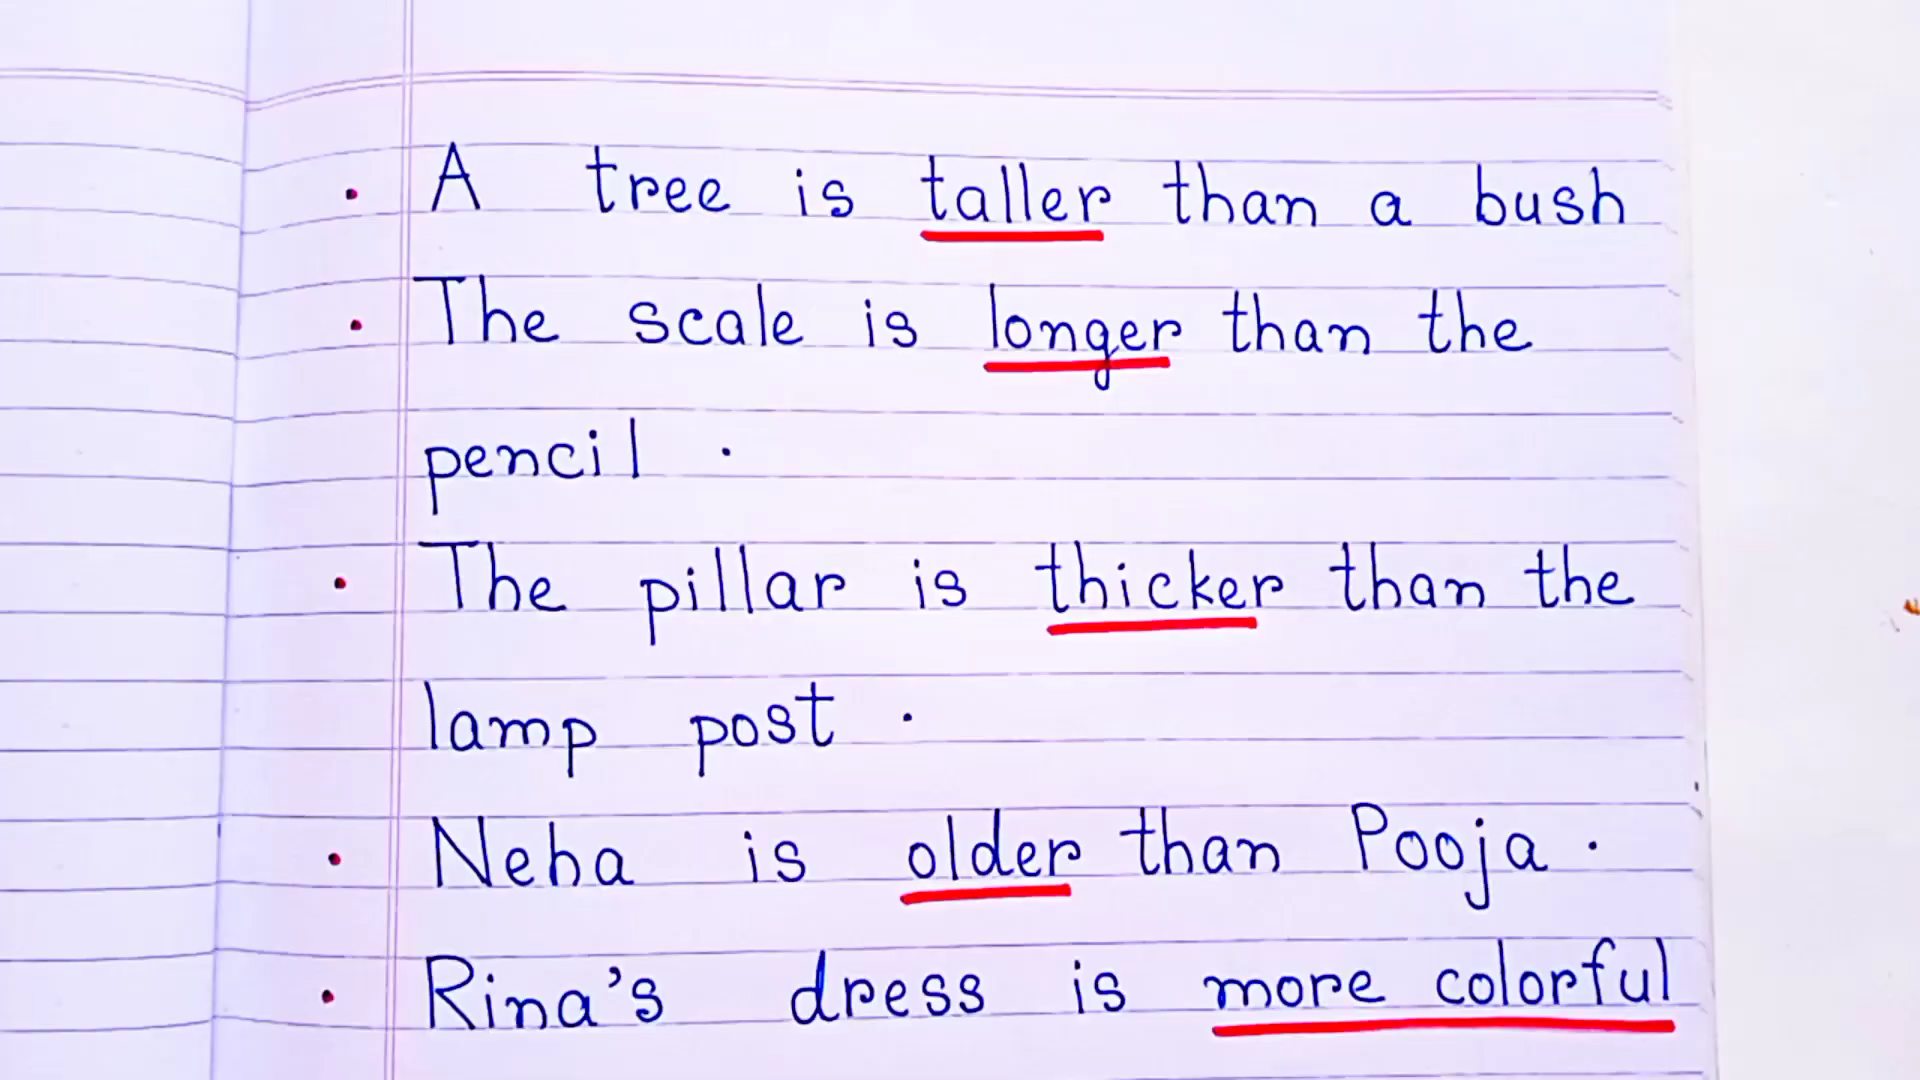 • A tree is taller than a bush
• The scale is longer than the
pencil .
• The pillar is thicker than the
lamp post .
• Neha is older than Pooja .
• Rina's dress is more colorful